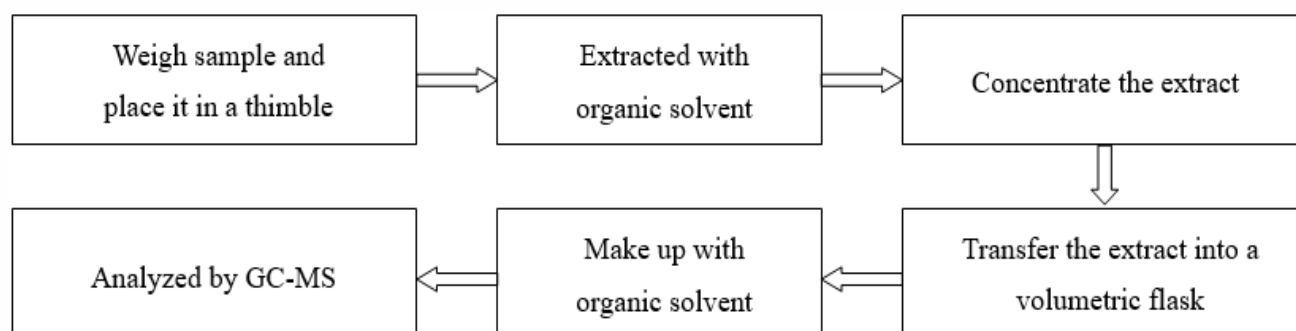 Weigh sample and
place it in a thimble
Extracted with
organic solvent
Concentrate the extract
Transfer the extract into a
volumetric flask
Make up with
organic solvent
Analyzed by GC-MS